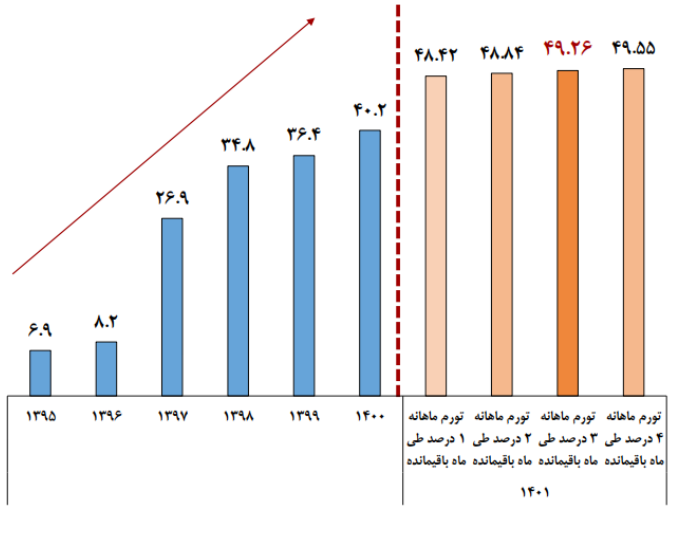 ۴۸.۴۲ ۴۸.۸۴ ۴۹.۲۶ ۴۹.۵۵
۴۰.۲
۳۶.۴
۳۴.۸
۲۶.۹
۸.۲
۶.۹
۱۳۹۵ ۱۳۹۶ ۱۳۹۷ ۱۳۹۸ ۱۳۹۹ ۱۴۰۰
تورم ماهانه
۱ درصد طی
ماه باقیمانده
تورم ماهانه
۲ درصد طی
ماه باقیمانده
تورم ماهانه
۳ درصد طی
ماه باقیمانده
تورم ماهانه
۴ درصد طی
ماه باقیمانده
۱۴۰۱